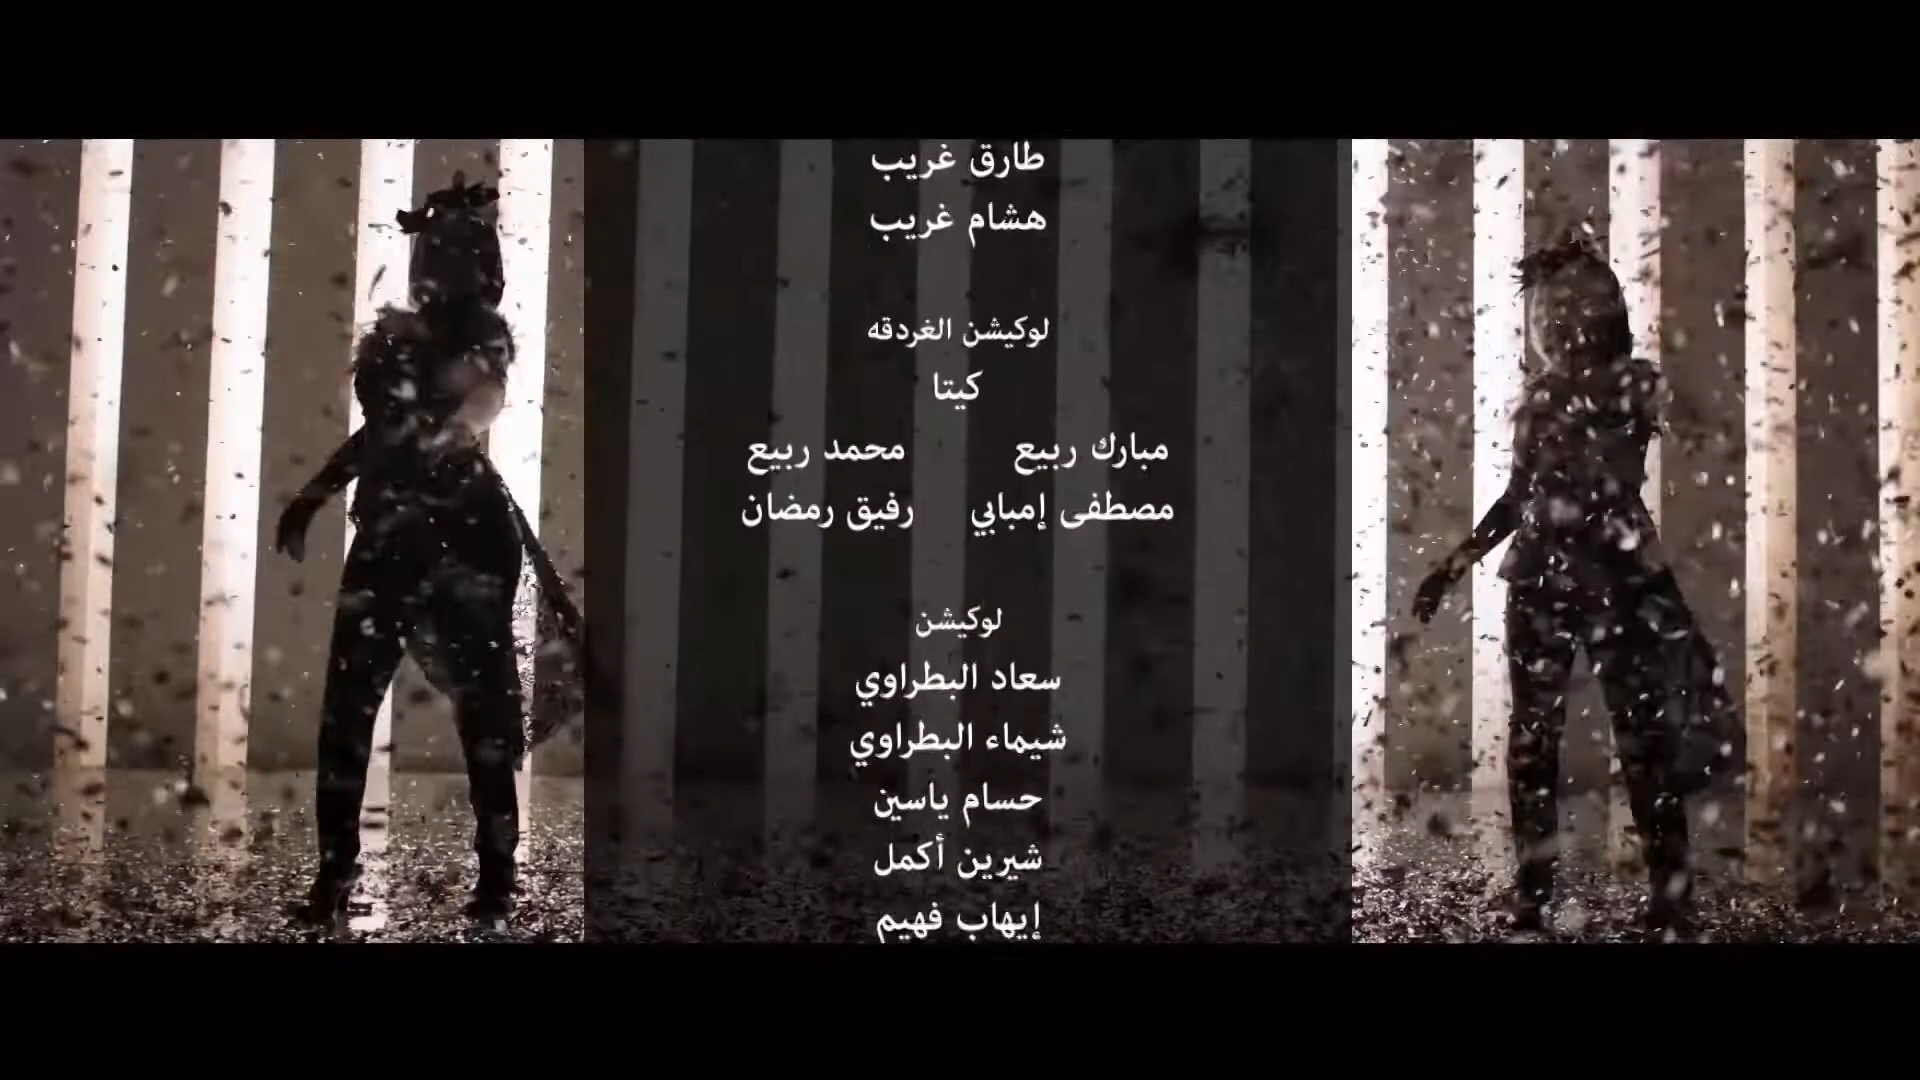 طارق غريب
هشام غريب
لوكيشن الغردقه
كيتا
مبارك ربيع محمد ربيع
مصطفى إمبابي رفيق رمضان
لوكيشن
سعاد البطراوي
شيماء البطراوي
حسام ياسين
شيرين أكمل
إيهاب فهيم